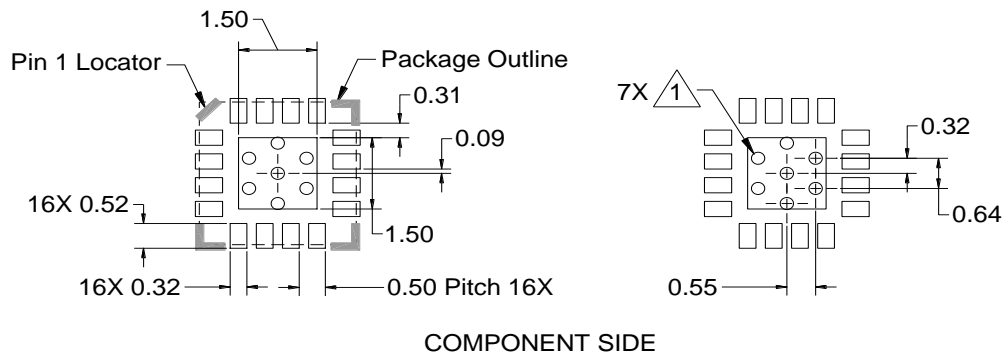 1.50
Pin 1 Locator
Package Outline
0.31
0.09
16X 0.52
1.50
16X 0.32
0.50 Pitch 16X
7X 1
0.32
0.64
0.55
COMPONENT SIDE